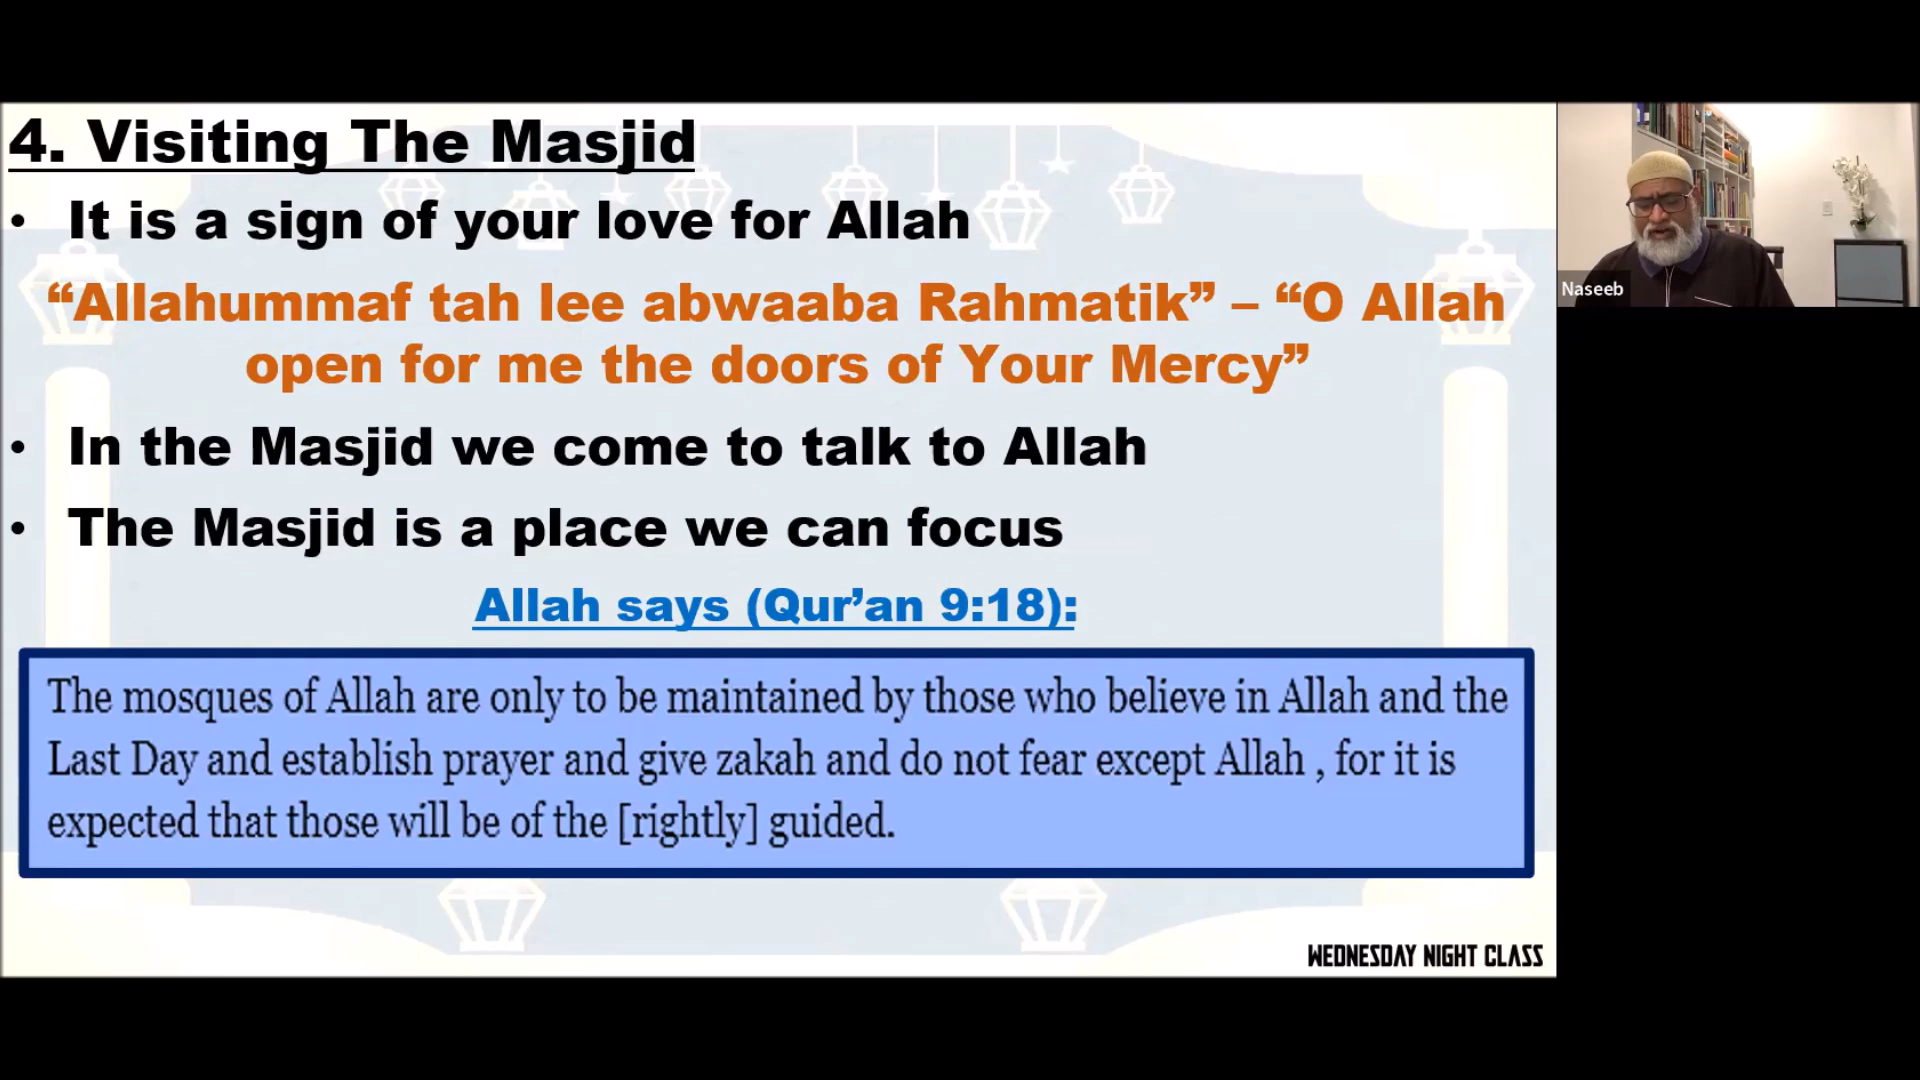 4. Visiting The Masjid
• It is a sign of your love for Allah
“Allahummaf tah lee abwaaba Rahmatik” – “O Allah
open for me the doors of Your Mercy”
• In the Masjid we come to talk to Allah
• The Masjid is a place we can focus
Allah says (Qur’an 9:18):
The mosques of Allah are only to be maintained by those who believe in Allah and the
Last Day and establish prayer and give zakah and do not fear except Allah , for it is
expected that those will be of the [rightly] guided.
WEDNESDAY NIGHT CLASS
Naseeb